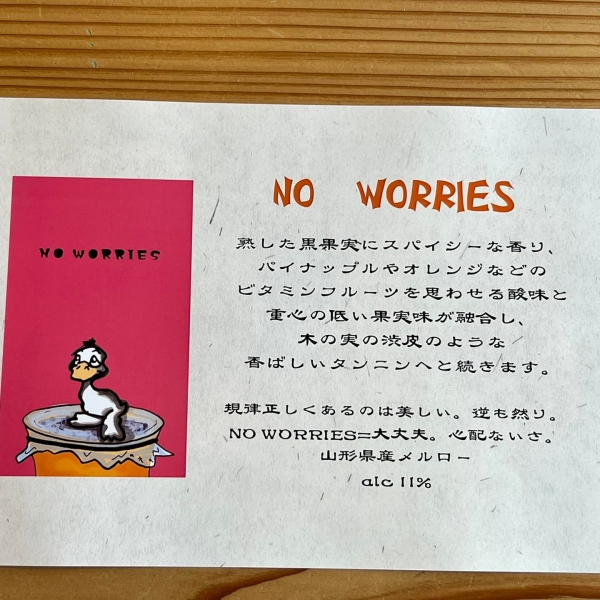 NO WORRIES
NO WORRIES
熟した黒果実にスパイシーな香り、
パイナップルやオレンジなどの
ビタミンフルーツを思わせる酸味と
重心の低い果実味が融合し、
木の実の渋皮のような
香ばしいタンニンへと続きます。
規律正しくあるのは美しい。逆も然り。
NO WORRIES=大丈夫。心配ないさ。
山形県産メルロー
alc 11%